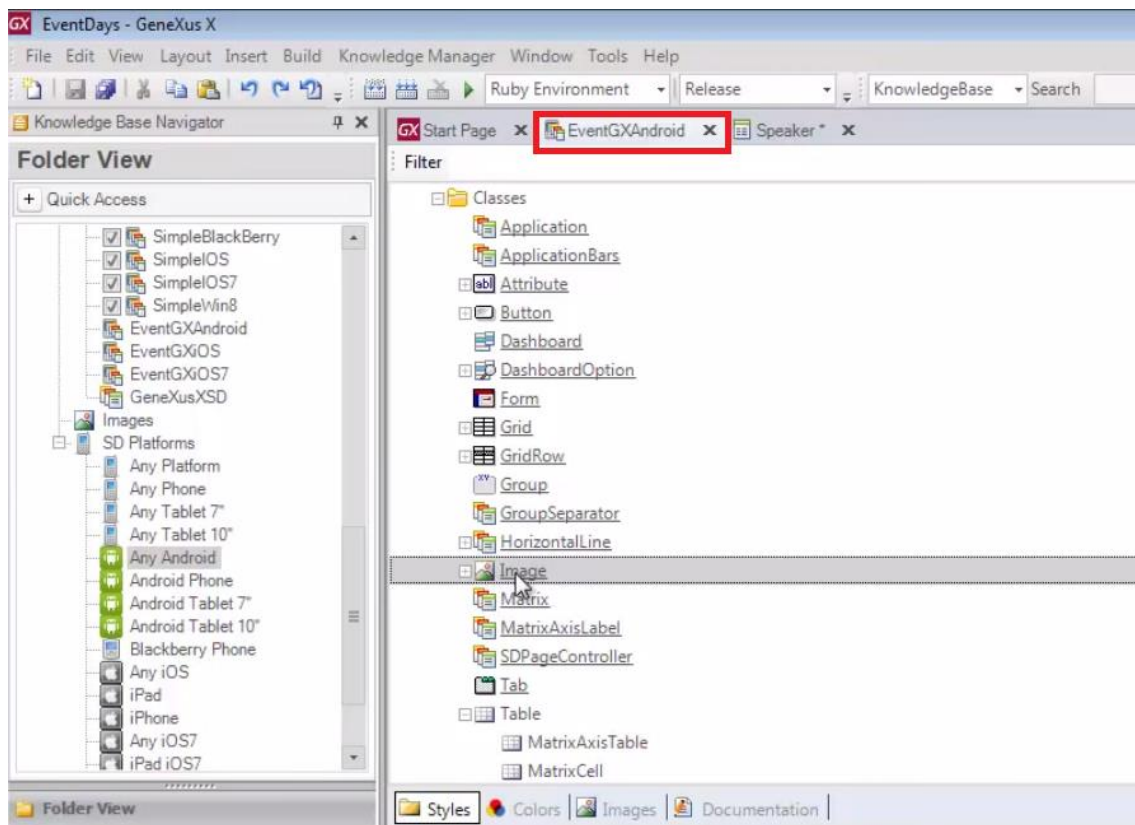 GX EventDays - GeneXus X
File Edit View Layout Insert Build Knowledge Manager Window Tools Help
Ruby Environment Release KnowledgeBase Search
Knowledge Base Navigator
Folder View
+ Quick Access
SimpleBlackBerry
SimpleIOS
SimpleIOS7
SimpleWin8
EventGXAndroid
EventGXiOS
EventGXiOS7
GeneXusXSD
Images
SD Platforms
Any Platform
Any Phone
Any Tablet 7"
Any Tablet 10"
Any Android
Android Phone
Android Tablet 7"
Android Tablet 10"
Blackberry Phone
Any iOS
iPad
iPhone
Any iOS7
iPad iOS7
Folder View
GX Start Page EventGXAndroid Speaker *
Filter
Classes
Application
ApplicationBars
abl Attribute
Button
Dashboard
DashboardOption
Form
Grid
GridRow
XY Group
GroupSeparator
HorizontalLine
Image
Matrix
MatrixAxisLabel
SDPageController
Tab
Table
MatrixAxisTable
MatrixCell
Styles Colors Images Documentation